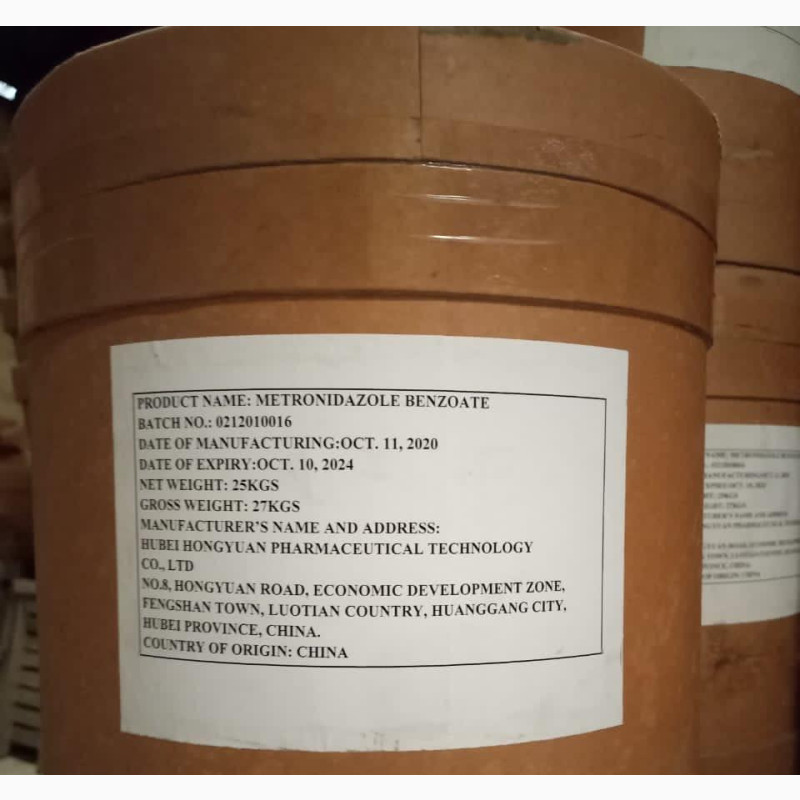 PRODUCT NAME: METRONIDAZOLE BENZOATE
BATCH NO.: 0212010016
DATE OF MANUFACTURING:OCT. 11, 2020
DATE OF EXPIRY:OCT. 10, 2024
NET WEIGHT: 25KGS
GROSS WEIGHT: 27KGS
MANUFACTURER'S NAME AND ADDRESS:
HUBEI HONGYUAN PHARMACEUTICAL TECHNOLOGY
CO., LTD
NO.8, HONGYUAN ROAD, ECONOMIC DEVELOPMENT ZONE,
FENGSHAN TOWN, LUOTIAN COUNTRY, HUANGGANG CITY,
HUBEI PROVINCE, CHINA.
COUNTRY OF ORIGIN: CHINA